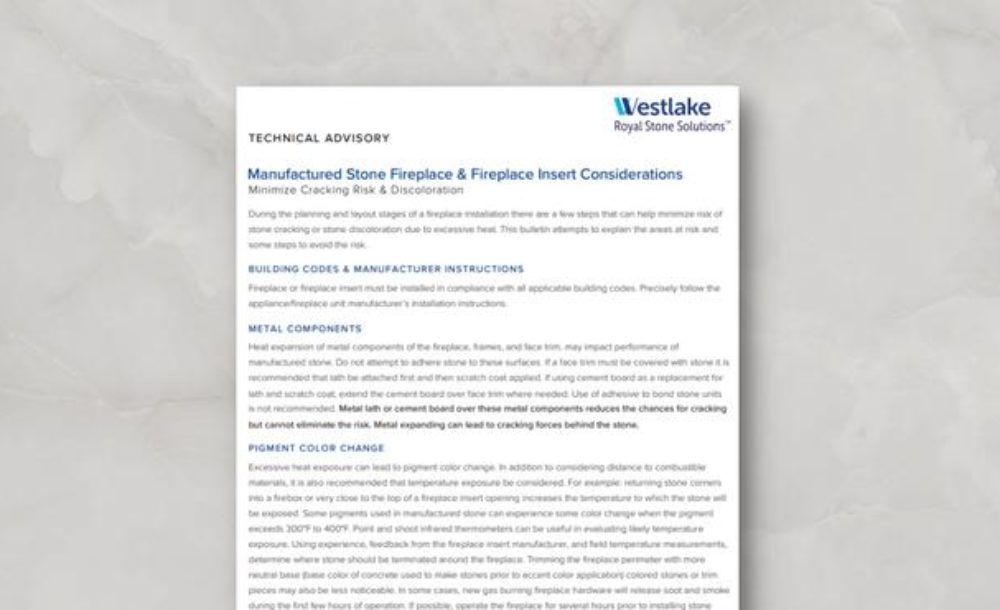 Westlake
Royal Stone Solutions™
TECHNICAL ADVISORY
Manufactured Stone Fireplace & Fireplace Insert Considerations
Minimize Cracking Risk & Discoloration
During the planning and layout stages of a fireplace installation there are a few steps that can help minimize risk of
stone cracking or stone discoloration due to excessive heat. This bulletin attempts to explain the areas at risk and
some steps to avoid the risk.
BUILDING CODES & MANUFACTURER INSTRUCTIONS
Fireplace or fireplace insert must be installed in compliance with all applicable building codes. Precisely follow the
appliance/fireplace unit manufacturer's installation instructions.
METAL COMPONENTS
Heat expansion of metal components of the fireplace, frames, and face trim, may impact performance of
manufactured stone. Do not attempt to adhere stone to these surfaces. If a face trim must be covered with stone it is
recommended that lath be attached first and then scratch coat applied. If using cement board as a replacement for
lath and scratch coat, extend the cement board over face trim where needed. Use of adhesive to bond stone units
is not recommended. Metal lath or cement board over these metal components reduces the chances for cracking
but cannot eliminate the risk. Metal expanding can lead to cracking forces behind the stone.
PIGMENT COLOR CHANGE
Excessive heat exposure can lead to pigment color change. In addition to considering distance to combustible
materials, it is also recommended that temperature exposure be considered. For example: returning stone corners
into a firebox or very close to the top of a fireplace insert opening increases the temperature to which the stone will
be exposed. Some pigments used in manufactured stone can experience some color change when the pigment
exceeds 300°F to 400°F. Point and shoot infrared thermometers can be useful in evaluating likely temperature
exposure. Using experience, feedback from the fireplace insert manufacturer, and field temperature measurements,
determine where stone should be terminated around the fireplace. Trimming the fireplace perimeter with more
neutral base (base color of concrete used to make stones prior to accent color application) colored stones or trim
pieces may also be less noticeable. In some cases, new gas burning fireplace hardware will release soot and smoke
during the first few hours of operation. If possible, operate the fireplace for several hours prior to installing stone